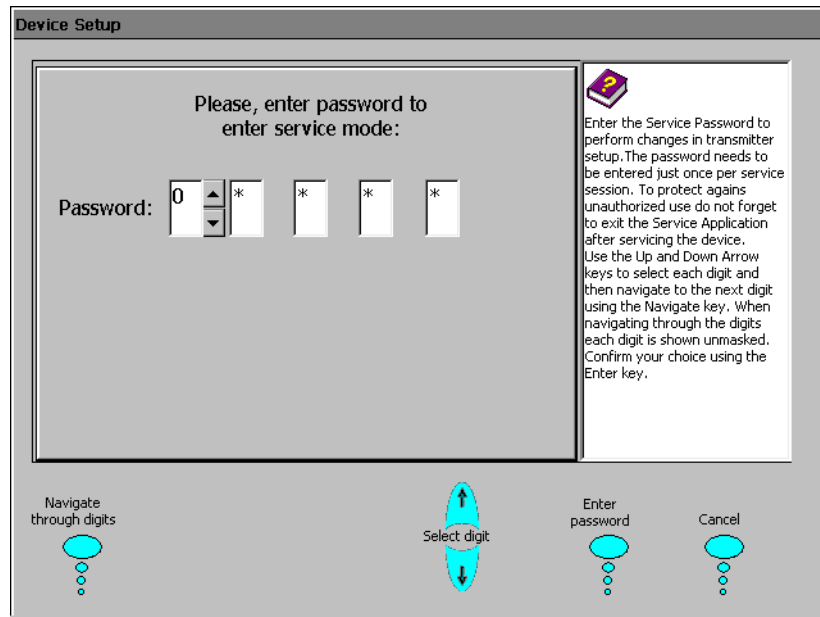 Device Setup
Please, enter password to
enter service mode:
Password: 0 * * * *
?
Enter the Service Password to
perform changes in transmitter
setup.The password needs to
be entered just once per service
session. To protect agains
unauthorized use do not forget
to exit the Service Application
after servicing the device.
Use the Up and Down Arrow
keys to select each digit and
then navigate to the next digit
using the Navigate key. When
navigating through the digits
each digit is shown unmasked.
Confirm your choice using the
Enter key.
Navigate
through digits
Select digit
Enter
password
Cancel